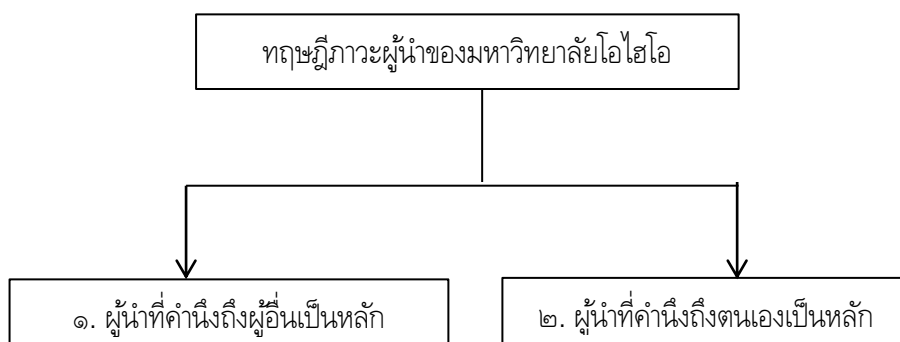 ทฤษฎีภาวะผู้นำของมหาวิทยาลัยโอไฮโอ
๑. ผู้นำที่คำนึงถึงผู้อื่นเป็นหลัก
๒. ผู้นำที่คำนึงถึงตนเองเป็นหลัก